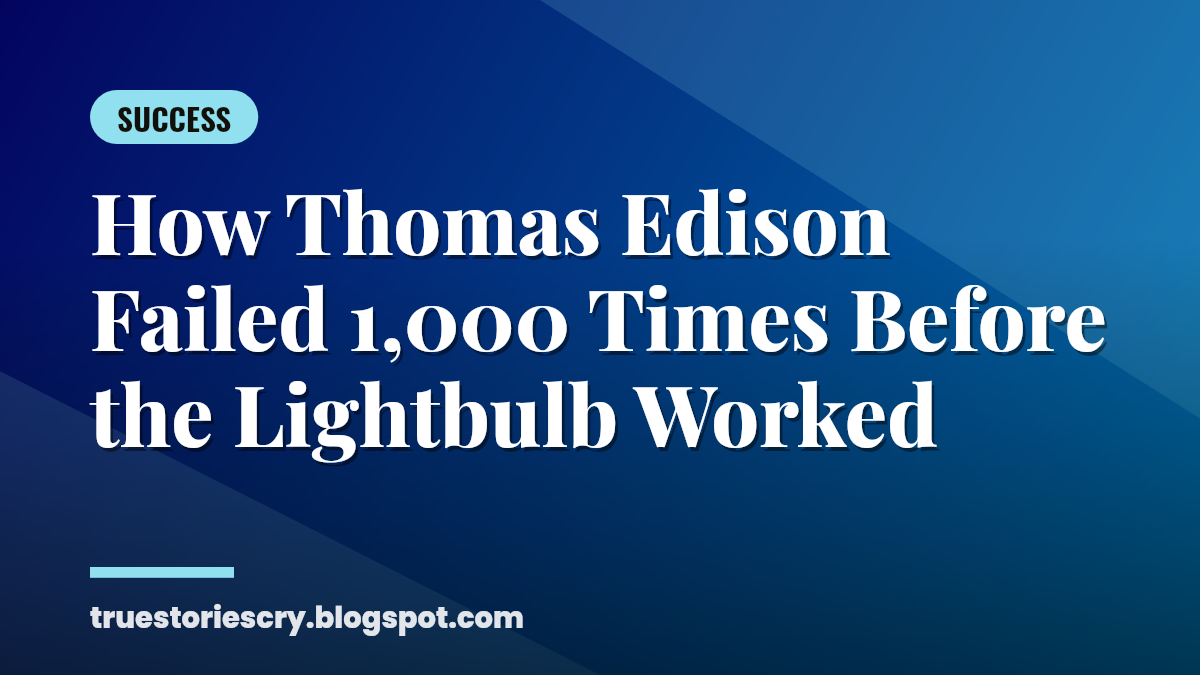 SUCCESS
How Thomas Edison
Failed 1,000 Times Before
the Lightbulb Worked
truestoriescry.blogspot.com